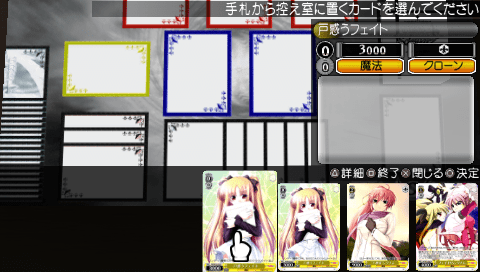 手札から控え室に置くカードを選んでください
戸惑うフェイト
0 3000
0 魔法 クローン
△詳細 ○終了 ×閉じる ○決定